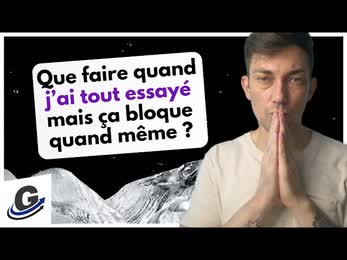 Que faire quand
j'ai tout essayé
mais ça bloque
quand même ?
G